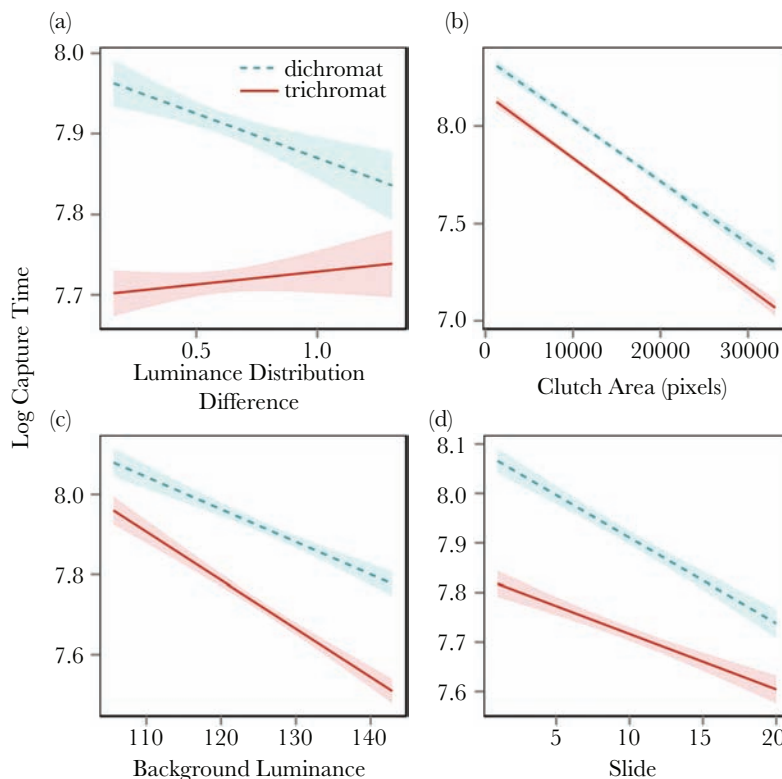 (a)
8.0
7.9
7.8
7.7
dichromat
trichromat
0.5 1.0
Luminance Distribution
Difference
(b)
8.0
7.5
7.0
0 10000 20000 30000
Clutch Area (pixels)
Log Capture Time
(c)
8.0
7.8
7.6
110 120 130 140
Background Luminance
(d)
8.1
8.0
7.9
7.8
7.7
7.6
5 10 15 20
Slide